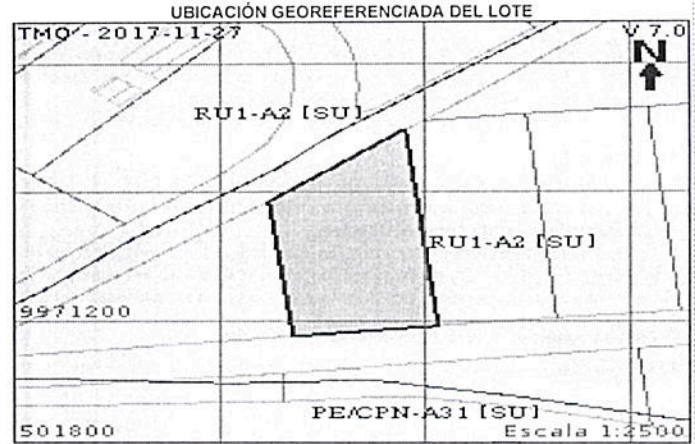 UBICACIÓN GEOREFERENCIADA DEL LOTE
TMQ - 2017-11-27
V 7.0
N
RU1-A2 [SU]
RU1-A2 [SU]
9971200
PE/CPN-A31 [SU]
501800
Escala 1:2500